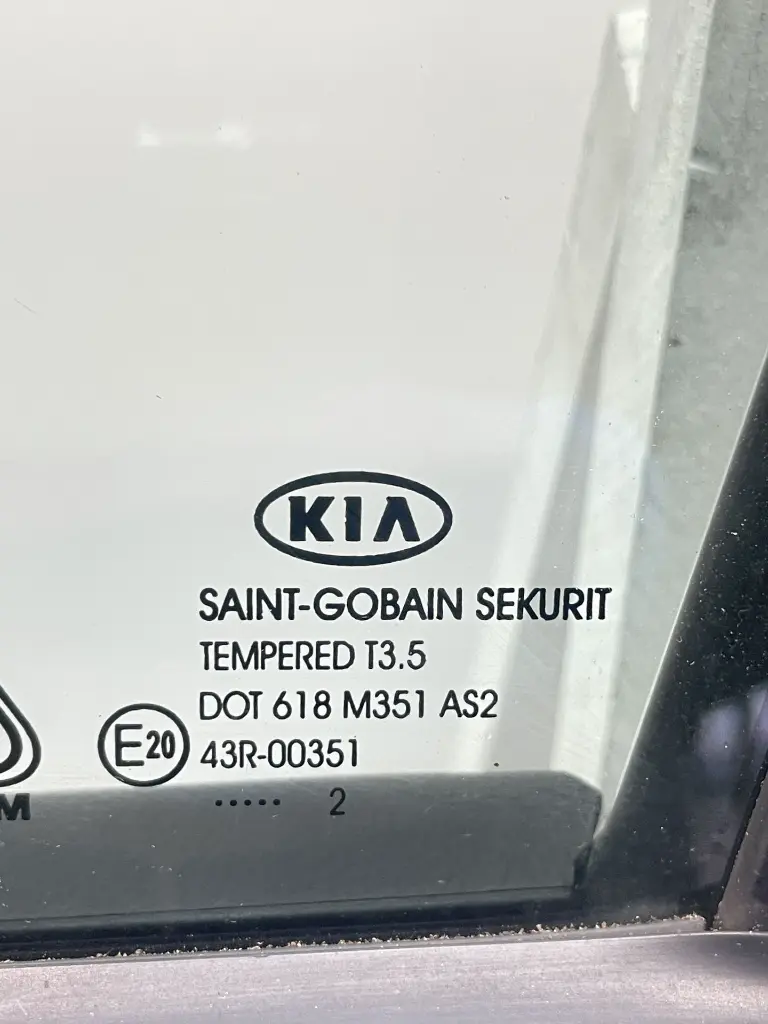 KIA
SAINT-GOBAIN SEKURIT
TEMPERED T3.5
DOT 618 M351 AS2
E20 43R-00351
..... 2
M